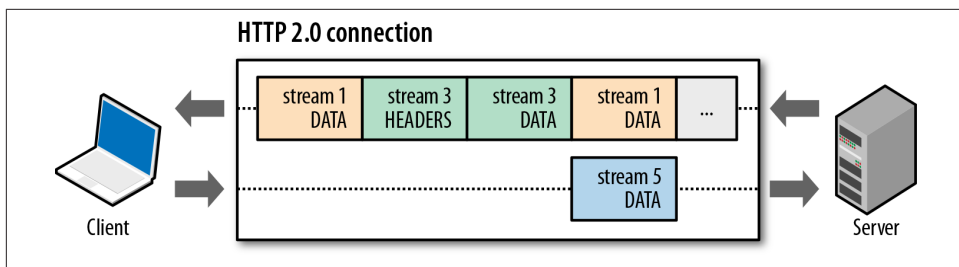 HTTP 2.0 connection
stream 1
DATA
stream 3
HEADERS
stream 3
DATA
stream 1
DATA
...
stream 5
DATA
Client
Server